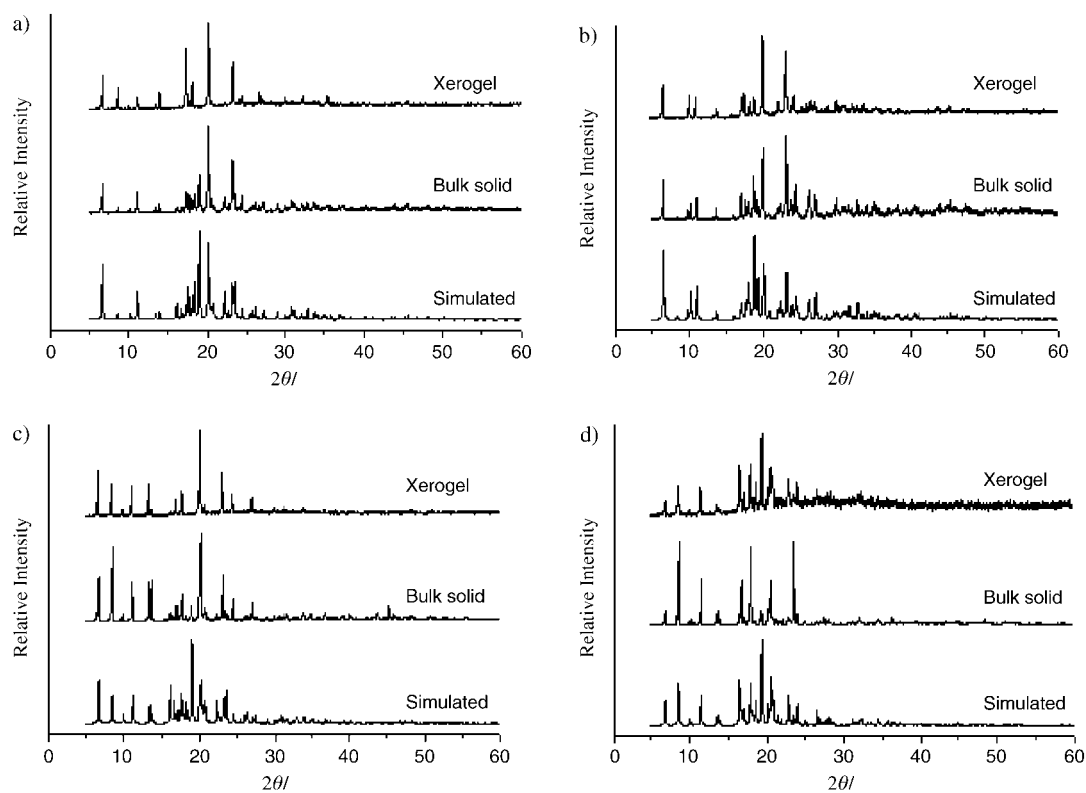 a)
Relative Intensity
Xerogel
Bulk solid
Simulated
0 10 20 30 40 50 60
2θ/
b)
Relative Intensity
Xerogel
Bulk solid
Simulated
0 10 20 30 40 50 60
2θ/
c)
Relative Intensity
Xerogel
Bulk solid
Simulated
0 10 20 30 40 50 60
2θ/
d)
Relative Intensity
Xerogel
Bulk solid
Simulated
0 15 30 40 50 60
2θ/